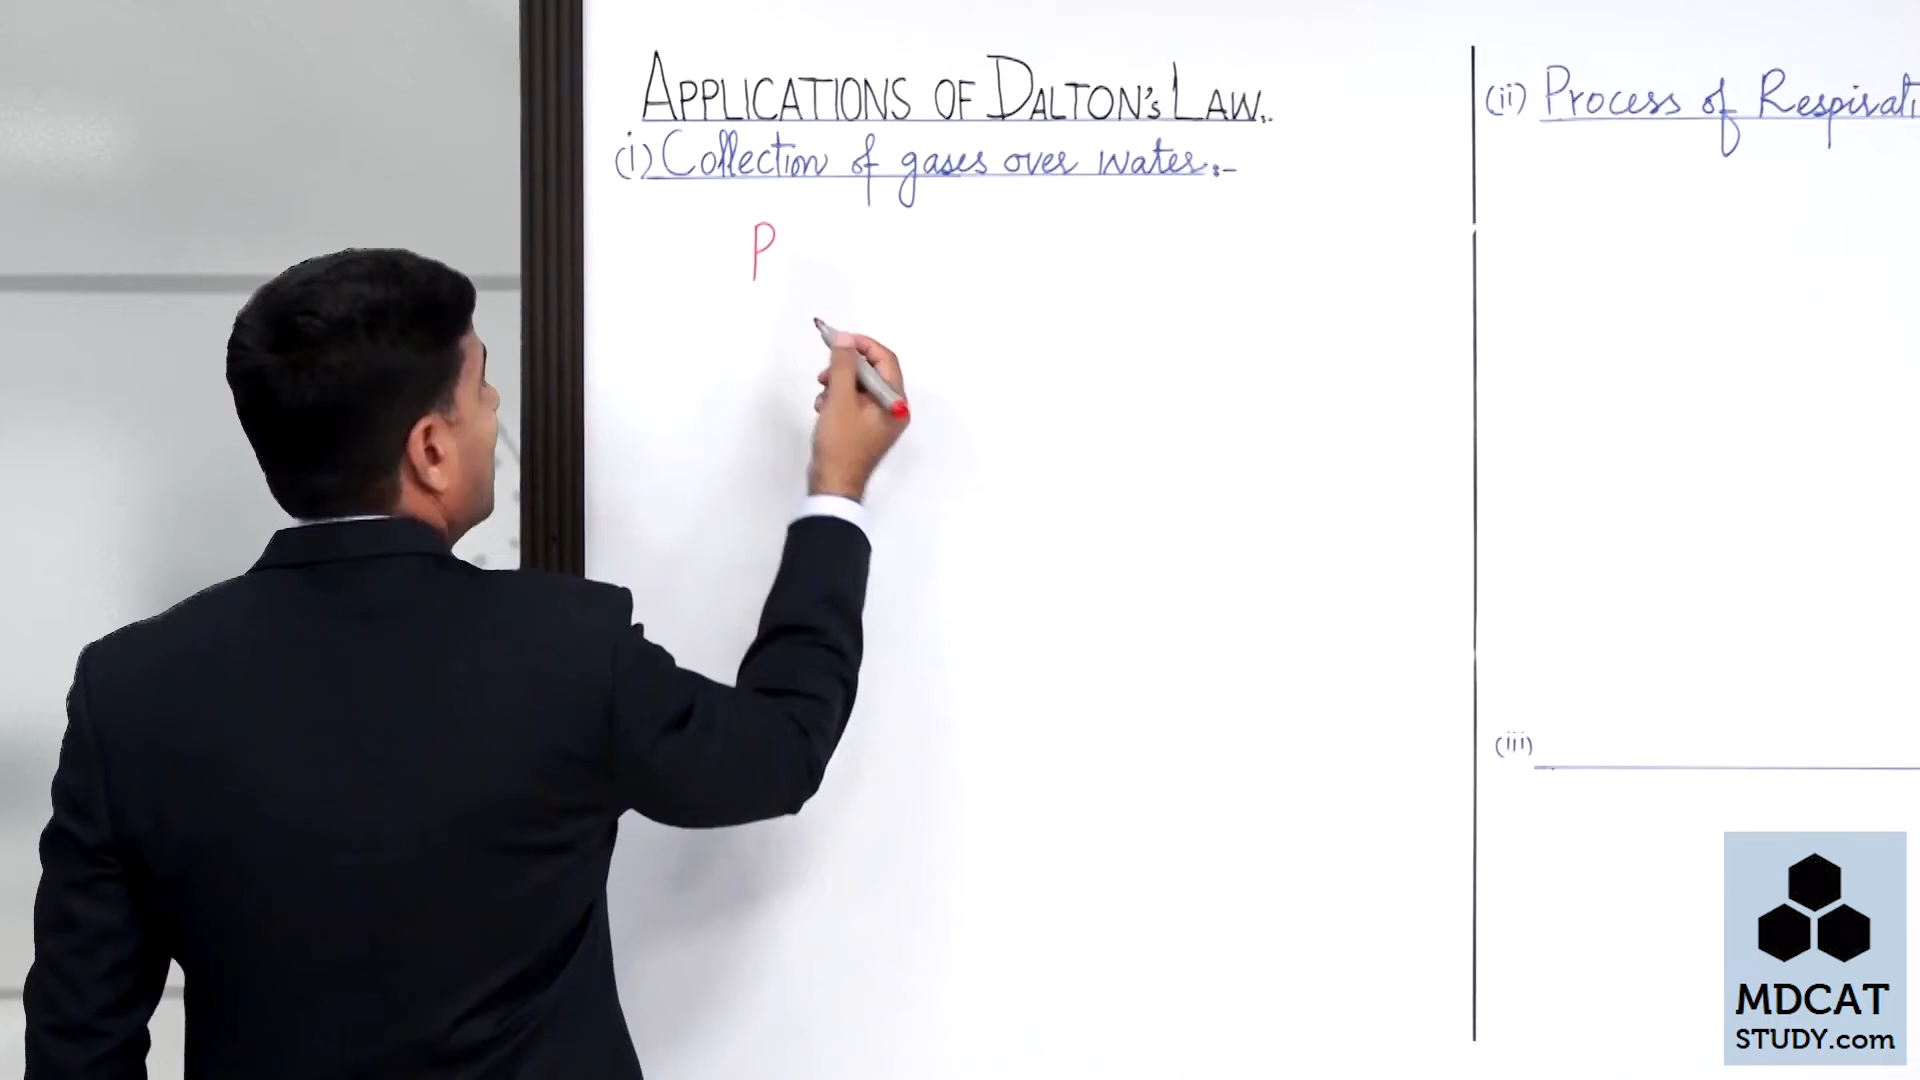 APPLICATIONS OF DALTON'S LAW:.
(i) Collection of gases over water:-
P
(ii) Process of Respirati
(iii)
MDCAT
STUDY.com